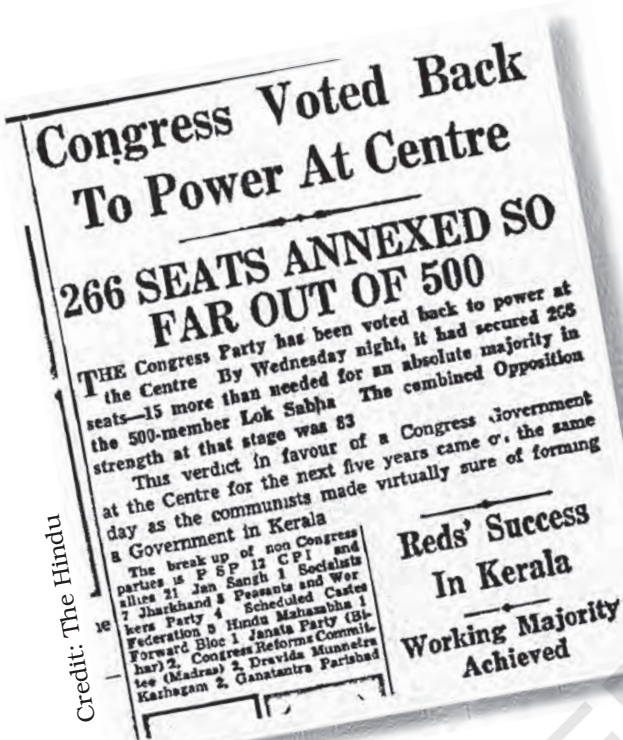 Congress Voted Back
To Power At Centre
266 SEATS ANNEXED SO
FAR OUT OF 500
THE Congress Party has been voted back to power at
the Centre By Wednesday night, it had secured 266
seats—15 more than needed for an absolute majority in
the 500-member Lok Sabha The combined Opposition
strength at that stage was 83
This verdict in favour of a Congress Government
at the Centre for the next five years came on the same
day as the communists made virtually sure of forming
a Government in Kerala
The break up of non Congress
parties is P S P 12 C P I and
allies 21 Jan Sangh 1 Socialists
7 Jharkhand 5 Peasants and Wor
kers Party 4 Scheduled Castes
Federation 5 Hindu Mahasabha 1
Forward Bloc 1 Janata Party (Bi-
har) 2, Congress Reforms Commit-
tee (Madras) 2, Dravida Munnetra
Kazhagam 2, Ganatantra Parishad
Reds' Success
In Kerala
Working Majority
Achieved
Credit: The Hindu